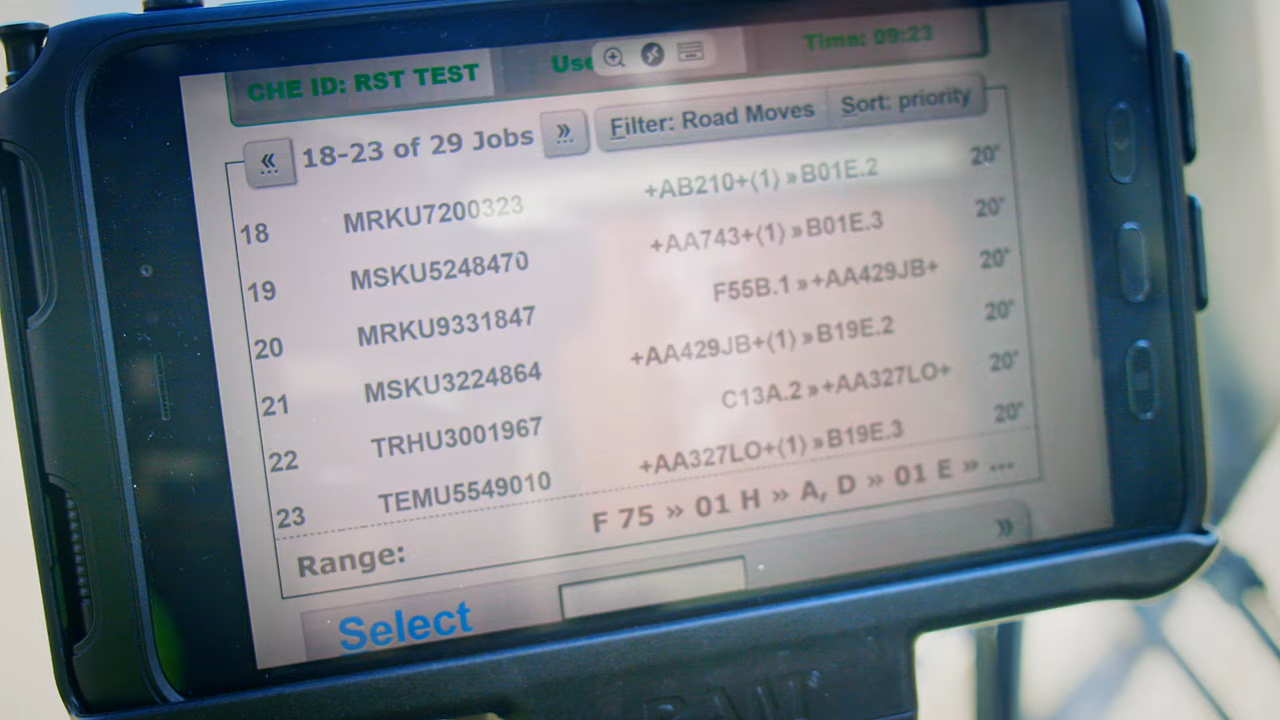 CHE ID: RST TEST Use Time: 09:23
« 18-23 of 29 Jobs » Filter: Road Moves Sort: priority
18 MRKU7200323 +AB210+(1) » B01E.2 20"
19 MSKU5248470 +AA743+(1) » B01E.3 20"
20 MRKU9331847 F55B.1 » +AA429JB+ 20"
21 MSKU3224864 +AA429JB+(1) » B19E.2 20"
22 TRHU3001967 C13A.2 » +AA327LO+ 20"
23 TEMU5549010 +AA327LO+(1) » B19E.3 20"
Range: F 75 » 01 H » A, D » 01 E » ...
Select »
RAM